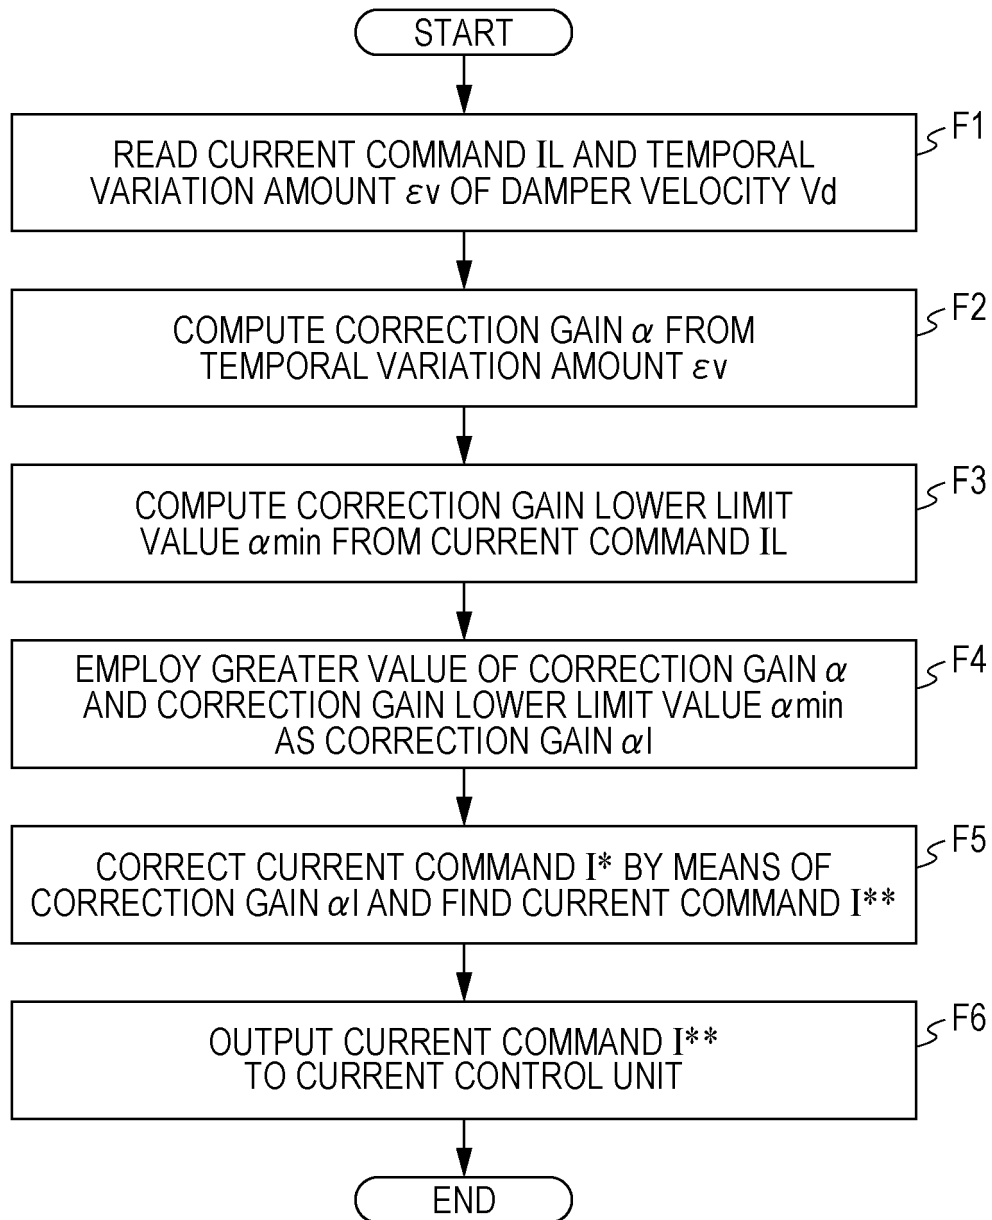 START
READ CURRENT COMMAND IL AND TEMPORAL
VARIATION AMOUNT εv OF DAMPER VELOCITY Vd
F1
COMPUTE CORRECTION GAIN α FROM
TEMPORAL VARIATION AMOUNT εv
F2
COMPUTE CORRECTION GAIN LOWER LIMIT
VALUE αmin FROM CURRENT COMMAND IL
F3
EMPLOY GREATER VALUE OF CORRECTION GAIN α
AND CORRECTION GAIN LOWER LIMIT VALUE αmin
AS CORRECTION GAIN αl
F4
CORRECT CURRENT COMMAND I* BY MEANS OF
CORRECTION GAIN αl AND FIND CURRENT COMMAND I**
F5
OUTPUT CURRENT COMMAND I**
TO CURRENT CONTROL UNIT
F6
END